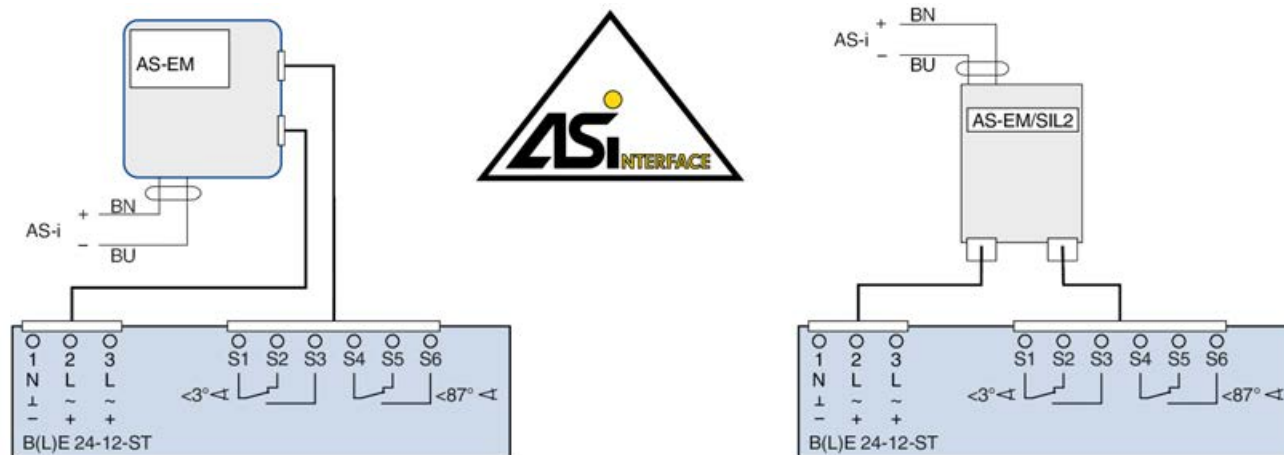 AS-EM
+ BN
AS-i
− BU
1 2 3 S1 S2 S3 S4 S5 S6
N L L
<3° <87°
⊥ ~ ~
− + +
B(L)E 24-12-ST
ASi
NTERFACE
+ BN
AS-i
− BU
AS-EM/SIL2
1 2 3 S1 S2 S3 S4 S5 S6
N L L
<3° <87°
⊥ ~ ~
− + +
B(L)E 24-12-ST